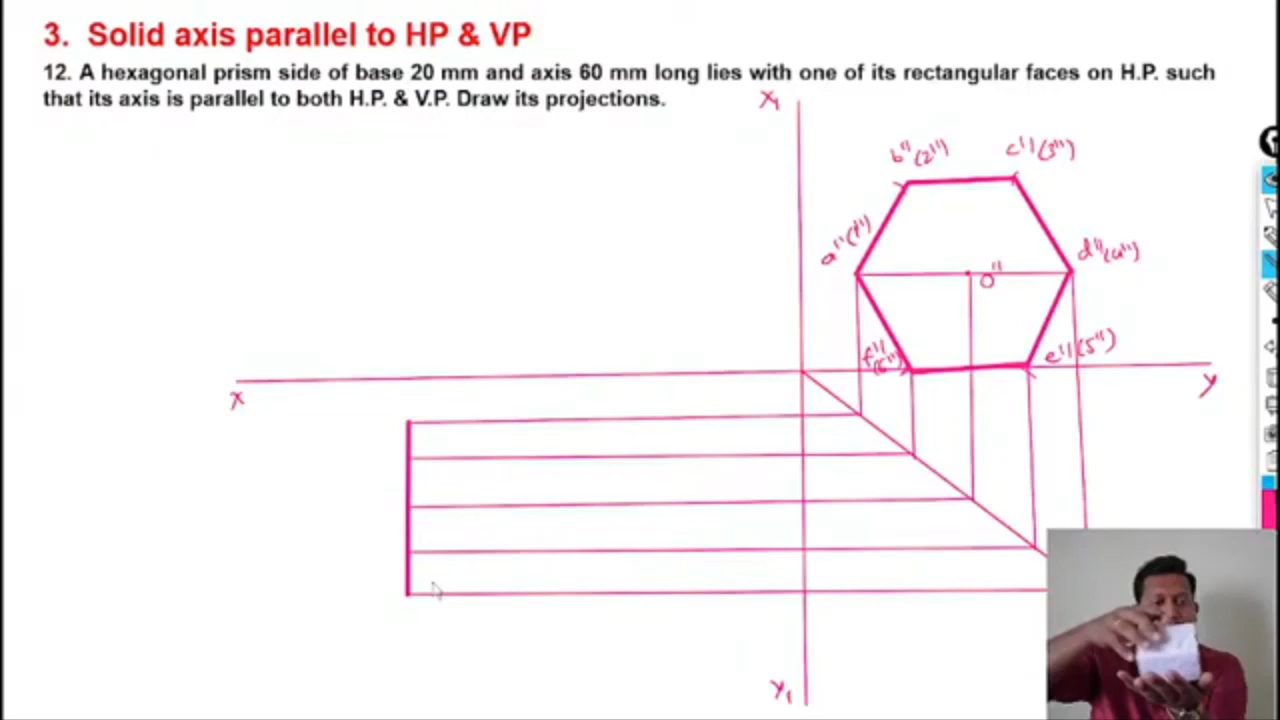 3. Solid axis parallel to HP & VP
12. A hexagonal prism side of base 20 mm and axis 60 mm long lies with one of its rectangular faces on H.P. such
that its axis is parallel to both H.P. & V.P. Draw its projections.
X₁
b"(2") c"(3")
a"(1") d"(4")
o"
f"(6") e"(5")
X Y
Y₁